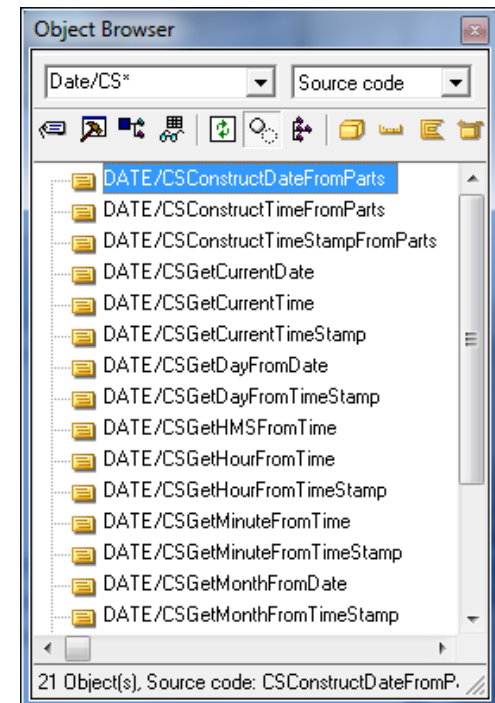 Object Browser
Date/CS* Source code
DATE/CSConstructDateFromParts
DATE/CSConstructTimeFromParts
DATE/CSConstructTimeStampFromParts
DATE/CSGetCurrentDate
DATE/CSGetCurrentTime
DATE/CSGetCurrentTimeStamp
DATE/CSGetDayFromDate
DATE/CSGetDayFromTimeStamp
DATE/CSGetHMSFromTime
DATE/CSGetHourFromTime
DATE/CSGetHourFromTimeStamp
DATE/CSGetMinuteFromTime
DATE/CSGetMinuteFromTimeStamp
DATE/CSGetMonthFromDate
DATE/CSGetMonthFromTimeStamp
21 Object(s), Source code: CSConstructDateFromP